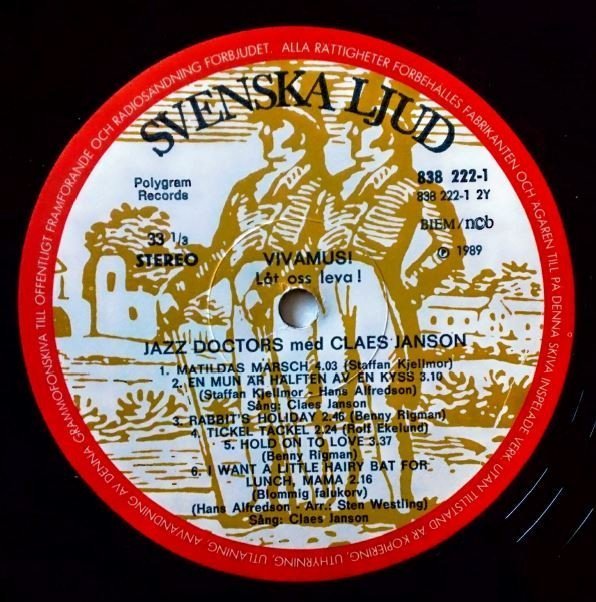 SVENSKA LJUD
Polygram
Records
838 222-1
838 222-1 2Y
BIEM/ncb
33 1/3
STEREO
℗ 1989
VIVAMUS!
Låt oss leva!
JAZZ DOCTORS med CLAES JANSON
1. MATILDAS MARSCH 4.03 (Staffan Kjellmor)
2. EN MUN ÄR HÄLFTEN AV EN KYSS 3.10
(Staffan Kjellmor - Hans Alfredson)
Sång: Claes Janson
3. RABBIT'S HOLIDAY 2.45 (Benny Rigman)
4. TICKEL TACKEL 2.24 (Rolf Ekelund)
5. HOLD ON TO LOVE 3.37
(Benny Rigman)
6. I WANT A LITTLE HAIRY BAT FOR
LUNCH, MAMA 2.16
(Blommig falukorv)
(Hans Alfredson - Arr.: Sten Westling)
Sång: Claes Janson
ALLA RÄTTIGHETER FÖRBEHÅLLES FABRIKANTEN OCH ÄGAREN TILL PÅ DENNA SKIVA INSPELADE VERK. UTAN TILLSTÅND ÄR KOPIERING, UTHYRNING, UTLÅNING, ANVÄNDNING AV DENNA GRAMMOFONSKIVA TILL OFFENTLIGT FRAMFÖRANDE OCH RADIOSÄNDNING FÖRBJUDET.